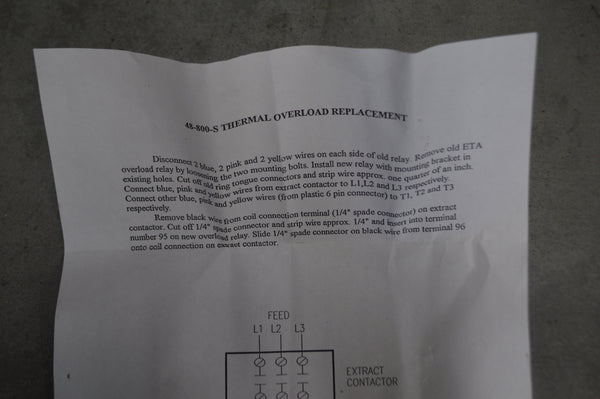 48-800-S THERMAL OVERLOAD REPLACEMENT
Disconnect 2 blue, 2 pink and 2 yellow wires on each side of old relay. Remove old ETA
overload relay by loosening the two mounting bolts. Install new relay with mounting bracket in
existing holes. Cut off old ring tongue connectors and strip wire approx. one quarter of an inch.
Connect blue, pink and yellow wires from extract contactor to L1,L2 and L3 respectively.
Connect other blue, pink and yellow wires (from plastic 6 pin connector) to T1, T2 and T3
respectively.
Remove black wire from coil connection terminal (1/4" spade connector) on extract
contactor. Cut off 1/4" spade connector and strip wire approx. 1/4" and insert into terminal
number 95 on new overload relay. Slide 1/4" spade connector on black wire from terminal 96
onto coil connection on extract contactor.
FEED
L1 L2 L3
EXTRACT
CONTACTOR